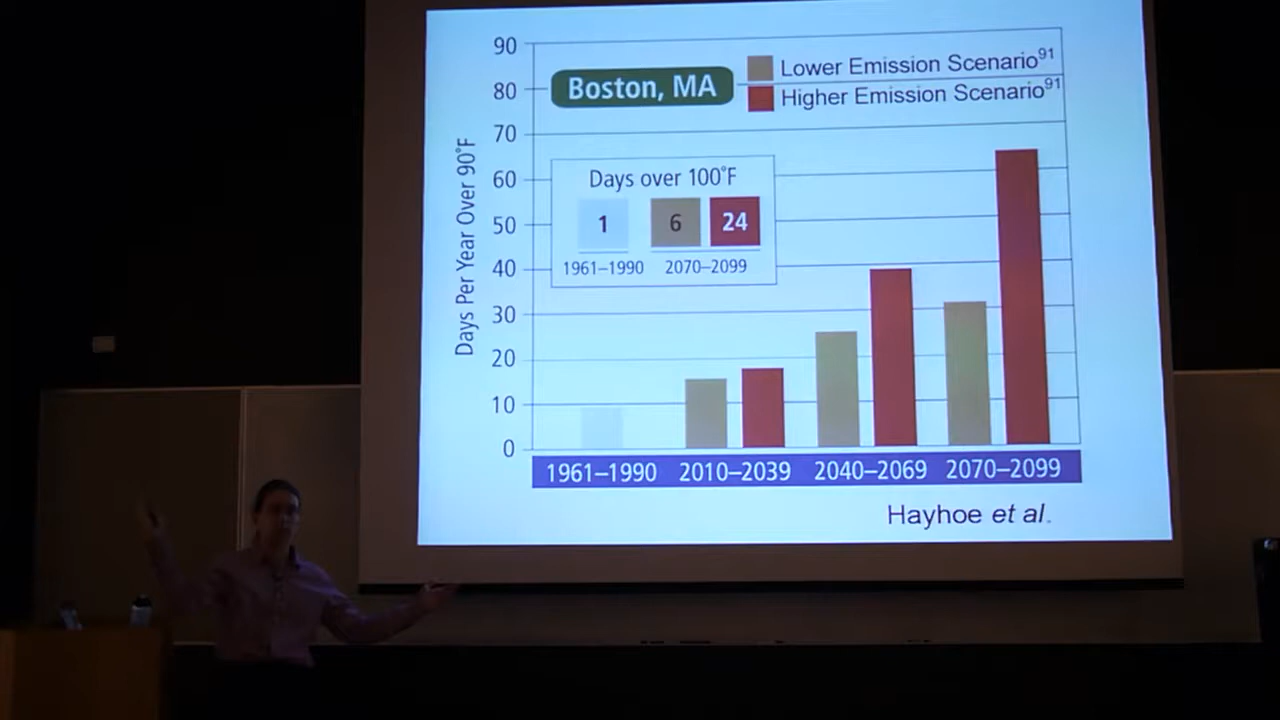 90
80
70
60
50
40
30
20
10
0
Days Per Year Over 90°F
Boston, MA
Lower Emission Scenario91
Higher Emission Scenario91
Days over 100°F
1 6 24
1961–1990 2070–2099
1961–1990 2010–2039 2040–2069 2070–2099
Hayhoe et al.